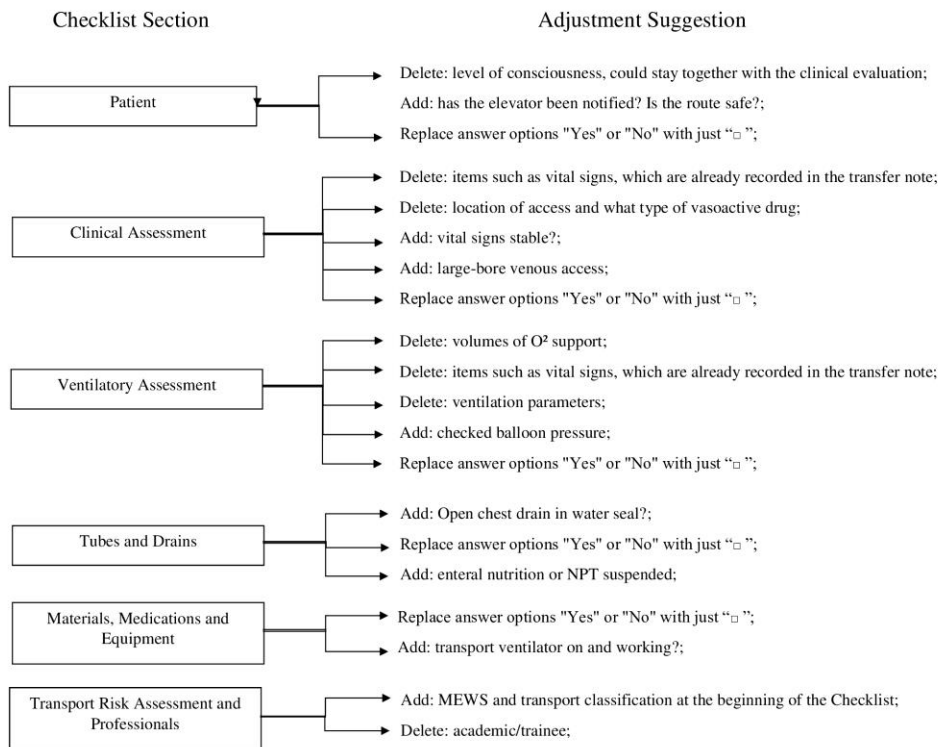 Checklist Section
Adjustment Suggestion
Patient
Delete: level of consciousness, could stay together with the clinical evaluation;
Add: has the elevator been notified? Is the route safe?;
Replace answer options "Yes" or "No" with just “□ ”;
Clinical Assessment
Delete: items such as vital signs, which are already recorded in the transfer note;
Delete: location of access and what type of vasoactive drug;
Add: vital signs stable?;
Add: large-bore venous access;
Replace answer options "Yes" or "No" with just “□ ”;
Ventilatory Assessment
Delete: volumes of O² support;
Delete: items such as vital signs, which are already recorded in the transfer note;
Delete: ventilation parameters;
Add: checked balloon pressure;
Replace answer options "Yes" or "No" with just “□ ”;
Tubes and Drains
Add: Open chest drain in water seal?;
Replace answer options "Yes" or "No" with just “□ ”;
Add: enteral nutrition or NPT suspended;
Materials, Medications and
Equipment
Replace answer options "Yes" or "No" with just “□ ”;
Add: transport ventilator on and working?;
Transport Risk Assessment and
Professionals
Add: MEWS and transport classification at the beginning of the Checklist;
Delete: academic/trainee;